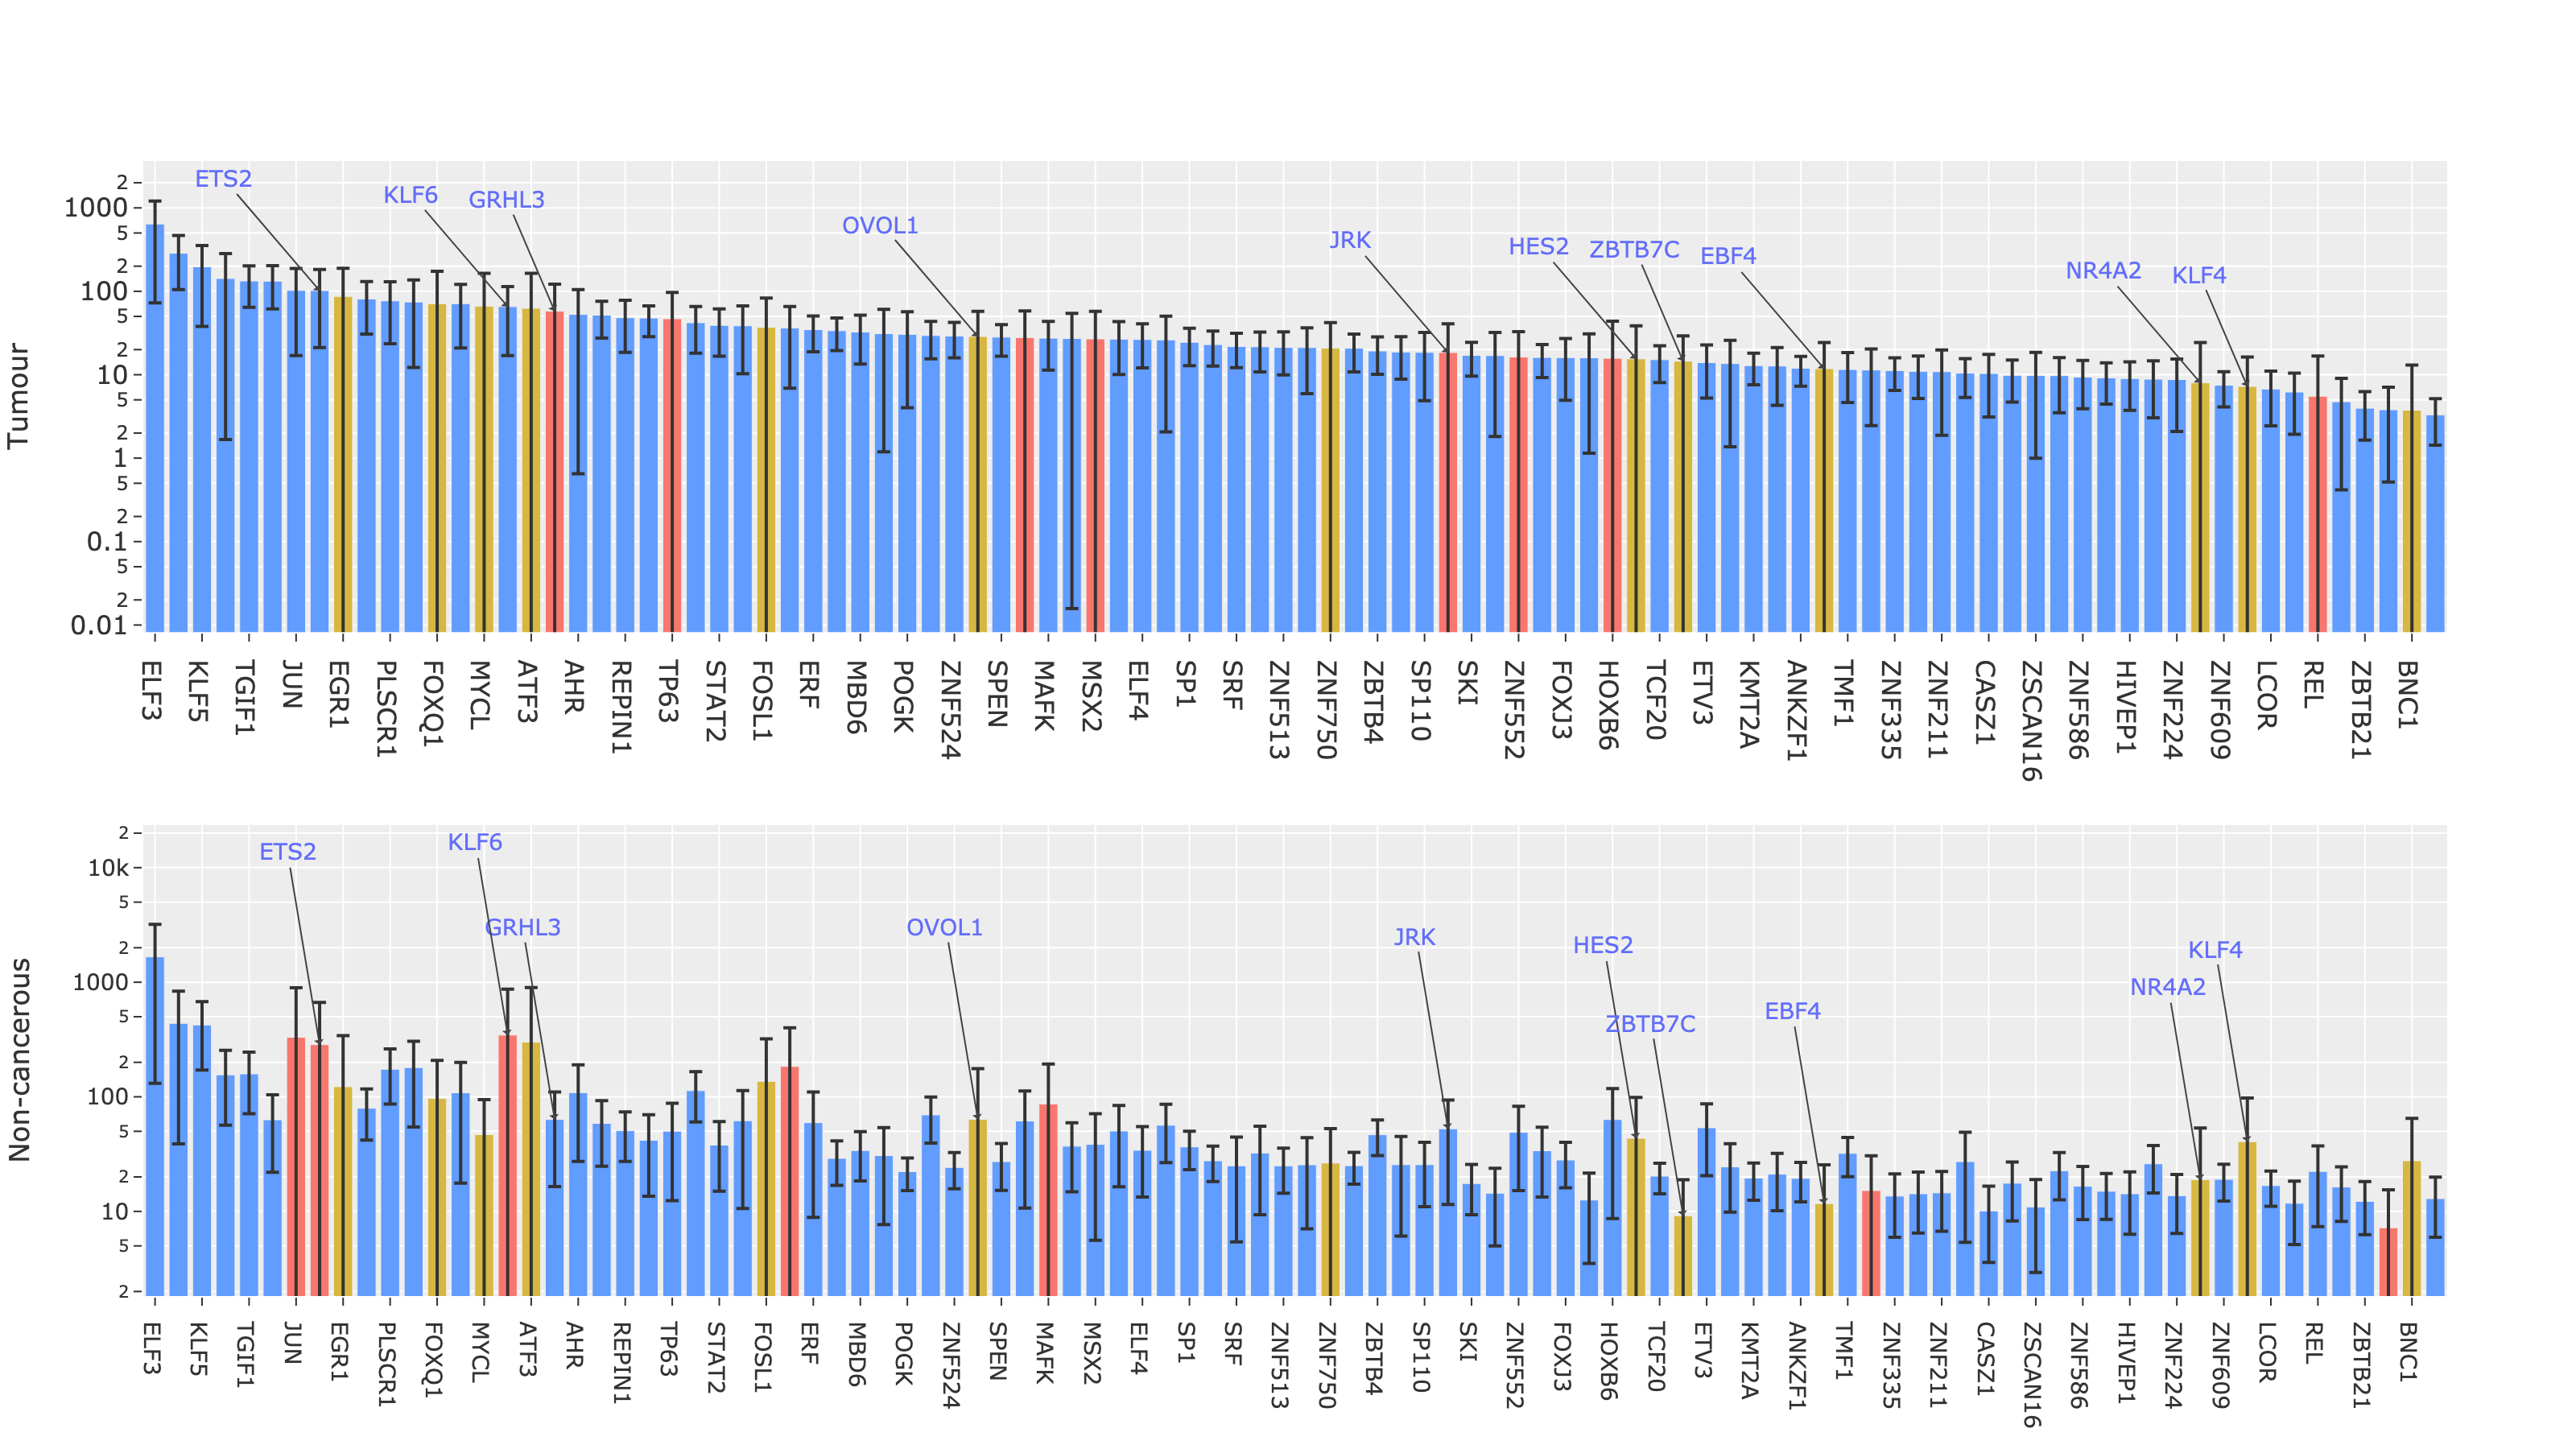 Tumour
2
1000
5
2
100
5
2
10
5
2
1
5
2
0.1
5
2
0.01
ETS2
KLF6
GRHL3
OVOL1
JRK
HES2
ZBTB7C
EBF4
NR4A2
KLF4
ELF3
KLF5
TGIF1
JUN
EGR1
PLSCR1
FOXQ1
MYCL
ATF3
AHR
REPIN1
TP63
STAT2
FOSL1
ERF
MBD6
POGK
ZNF524
SPEN
MAFK
MSX2
ELF4
SP1
SRF
ZNF513
ZNF750
ZBTB4
SP110
SKI
ZNF552
FOXJ3
HOXB6
TCF20
ETV3
KMT2A
ANKZF1
TMF1
ZNF335
ZNF211
CASZ1
ZSCAN16
ZNF586
HIVEP1
ZNF224
ZNF609
LCOR
REL
ZBTB21
BNC1
Non-cancerous
2
10k
5
2
1000
5
2
100
5
2
10
5
2
ETS2
KLF6
GRHL3
OVOL1
JRK
HES2
ZBTB7C
EBF4
NR4A2
KLF4
ELF3
KLF5
TGIF1
JUN
EGR1
PLSCR1
FOXQ1
MYCL
ATF3
AHR
REPIN1
TP63
STAT2
FOSL1
ERF
MBD6
POGK
ZNF524
SPEN
MAFK
MSX2
ELF4
SP1
SRF
ZNF513
ZNF750
ZBTB4
SP110
SKI
ZNF552
FOXJ3
HOXB6
TCF20
ETV3
KMT2A
ANKZF1
TMF1
ZNF335
ZNF211
CASZ1
ZSCAN16
ZNF586
HIVEP1
ZNF224
ZNF609
LCOR
REL
ZBTB21
BNC1